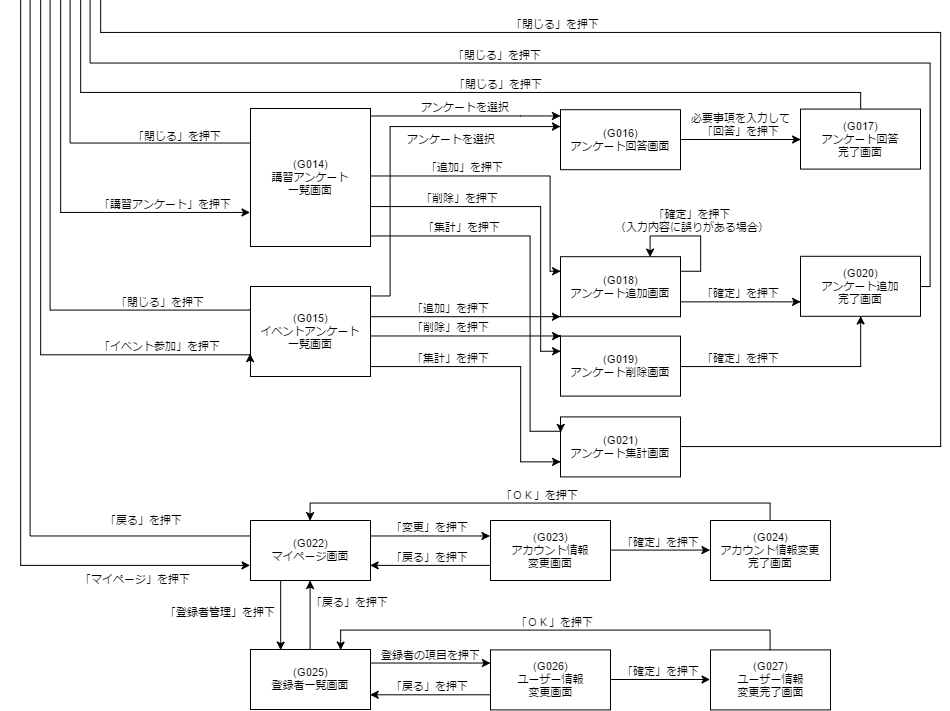 「閉じる」を押下
「閉じる」を押下
「閉じる」を押下
アンケートを選択
必要事項を入力して
「回答」を押下
「閉じる」を押下
アンケートを選択
(G016)
アンケート回答画面
(G017)
アンケート回答
完了画面
(G014)
講習アンケート
一覧画面
「追加」を押下
「削除」を押下
「講習アンケート」を押下
「集計」を押下
「確定」を押下
(入力内容に誤りがある場合)
(G018)
アンケート追加画面
「確定」を押下
(G020)
アンケート追加
完了画面
「閉じる」を押下
「追加」を押下
(G015)
イベントアンケート
一覧画面
「削除」を押下
「イベント参加」を押下
「集計」を押下
(G019)
アンケート削除画面
「確定」を押下
(G021)
アンケート集計画面
「ＯＫ」を押下
「戻る」を押下
(G022)
マイページ画面
「変更」を押下
「戻る」を押下
(G023)
アカウント情報
変更画面
「確定」を押下
(G024)
アカウント情報変更
完了画面
「マイページ」を押下
「登録者管理」を押下
「戻る」を押下
「ＯＫ」を押下
(G025)
登録者一覧画面
登録者の項目を押下
「戻る」を押下
(G026)
ユーザー情報
変更画面
「確定」を押下
(G027)
ユーザー情報
変更完了画面